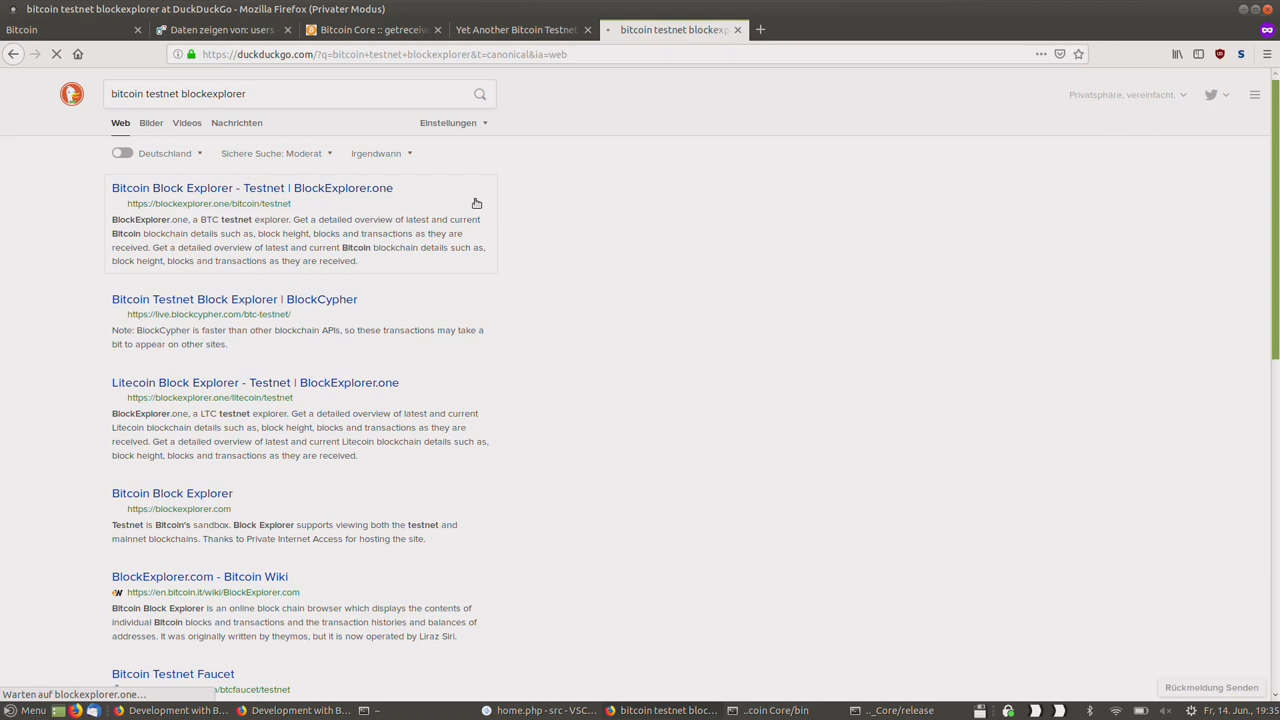 bitcoin testnet blockexplorer at DuckDuckGo - Mozilla Firefox (Privater Modus)
Bitcoin
Daten zeigen von: users
Bitcoin Core :: getreceive
Yet Another Bitcoin Testnet
bitcoin testnet blockexp
https://duckduckgo.com/?q=bitcoin+testnet+blockexplorer&t=canonical&ia=web
bitcoin testnet blockexplorer
Privatsphäre, vereinfacht.
Web Bilder Videos Nachrichten Einstellungen
Deutschland Sichere Suche: Moderat Irgendwann
Bitcoin Block Explorer - Testnet | BlockExplorer.one
https://blockexplorer.one/bitcoin/testnet
BlockExplorer.one, a BTC testnet explorer. Get a detailed overview of latest and current
Bitcoin blockchain details such as, block height, blocks and transactions as they are
received. Get a detailed overview of latest and current Bitcoin blockchain details such as,
block height, blocks and transactions as they are received.
Bitcoin Testnet Block Explorer | BlockCypher
https://live.blockcypher.com/btc-testnet/
Note: BlockCypher is faster than other blockchain APIs, so these transactions may take a
bit to appear on other sites.
Litecoin Block Explorer - Testnet | BlockExplorer.one
https://blockexplorer.one/litecoin/testnet
BlockExplorer.one, a LTC testnet explorer. Get a detailed overview of latest and current
Litecoin blockchain details such as, block height, blocks and transactions as they are
received. Get a detailed overview of latest and current Litecoin blockchain details such as,
block height, blocks and transactions as they are received.
Bitcoin Block Explorer
https://blockexplorer.com
Testnet is Bitcoin's sandbox. Block Explorer supports viewing both the testnet and
mainnet blockchains. Thanks to Private Internet Access for hosting the site.
BlockExplorer.com - Bitcoin Wiki
https://en.bitcoin.it/wiki/BlockExplorer.com
Bitcoin Block Explorer is an online block chain browser which displays the contents of
individual Bitcoin blocks and transactions and the transaction histories and balances of
addresses. It was originally written by theymos, but it is now operated by Liraz Siri.
Bitcoin Testnet Faucet
/btcfaucet/testnet
Rückmeldung Senden
Warten auf blockexplorer.one...
Menu
Development with B...
Development with B...
~
home.php - src - VSC...
bitcoin testnet bloc...
..coin Core/bin
.._Core/release
Fr, 14. Jun., 19:35